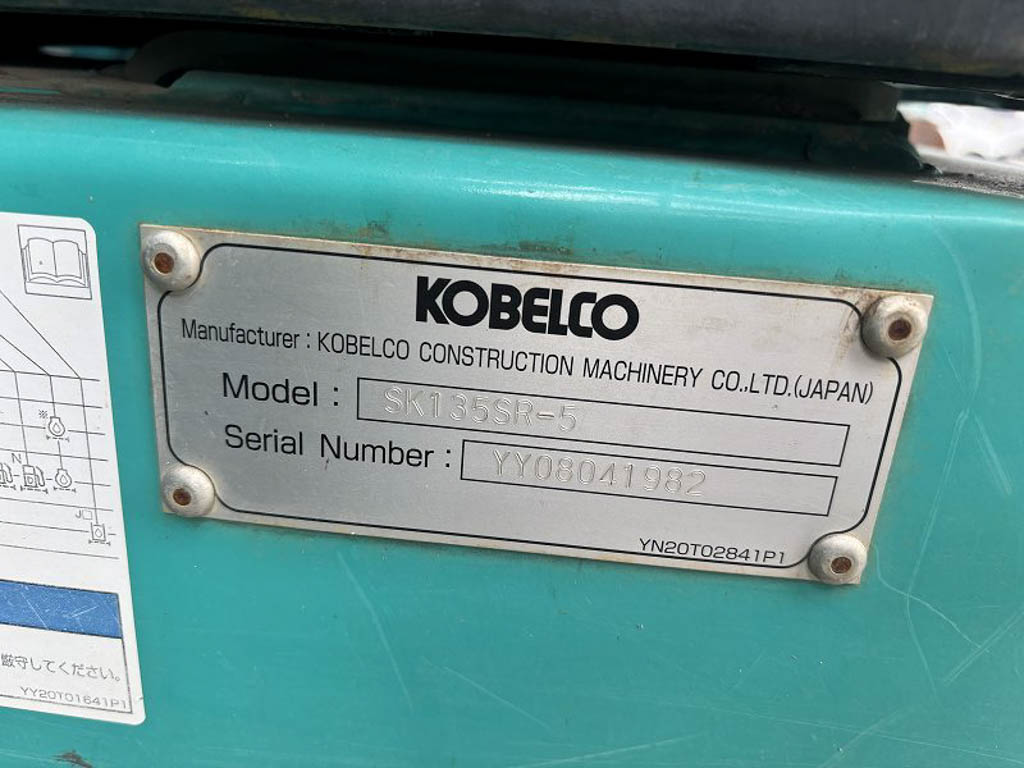 KOBELCO
Manufacturer : KOBELCO CONSTRUCTION MACHINERY CO.,LTD.(JAPAN)
Model : SK135SR-5
Serial Number : YY08041982
YN20T02841P1
N
J
厳守してください。
YY20T01641P1